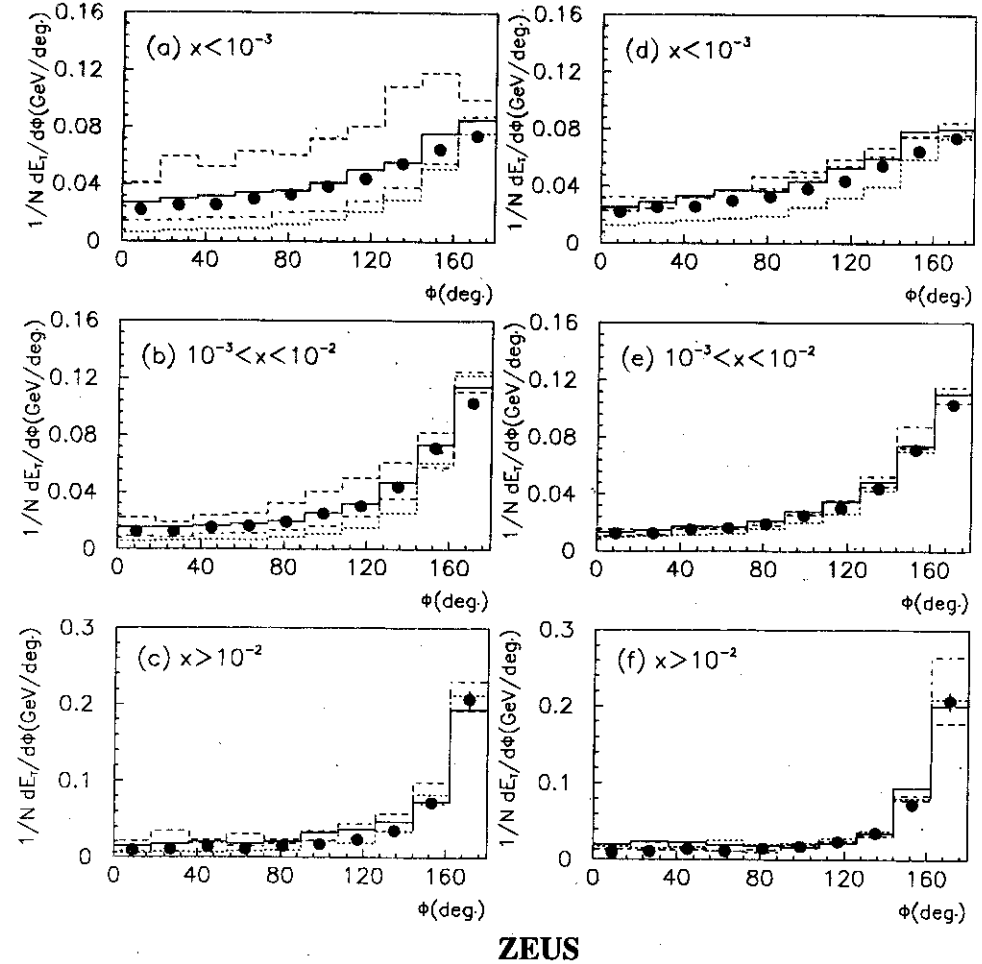 (a) x<10⁻³
1/N dE_T/dΦ(GeV/deg.)
0.16
0.12
0.08
0.04
0
0 40 80 120 160
Φ(deg.)
(d) x<10⁻³
1/N dE_T/dΦ(GeV/deg.)
0.16
0.12
0.08
0.04
0
0 40 80 120 160
Φ(deg.)
(b) 10⁻³<x<10⁻²
1/N dE_T/dΦ(GeV/deg.)
0.16
0.12
0.08
0.04
0
0 40 80 120 160
Φ(deg.)
(e) 10⁻³<x<10⁻²
1/N dE_T/dΦ(GeV/deg.)
0.16
0.12
0.08
0.04
0
0 40 80 120 160
Φ(deg.)
(c) x>10⁻²
1/N dE_T/dΦ(GeV/deg.)
0.3
0.2
0.1
0
0 40 80 120 160
Φ(deg.)
(f) x>10⁻²
1/N dE_T/dΦ(GeV/deg.)
0.3
0.2
0.1
0
0 40 80 120 160
Φ(deg.)
ZEUS